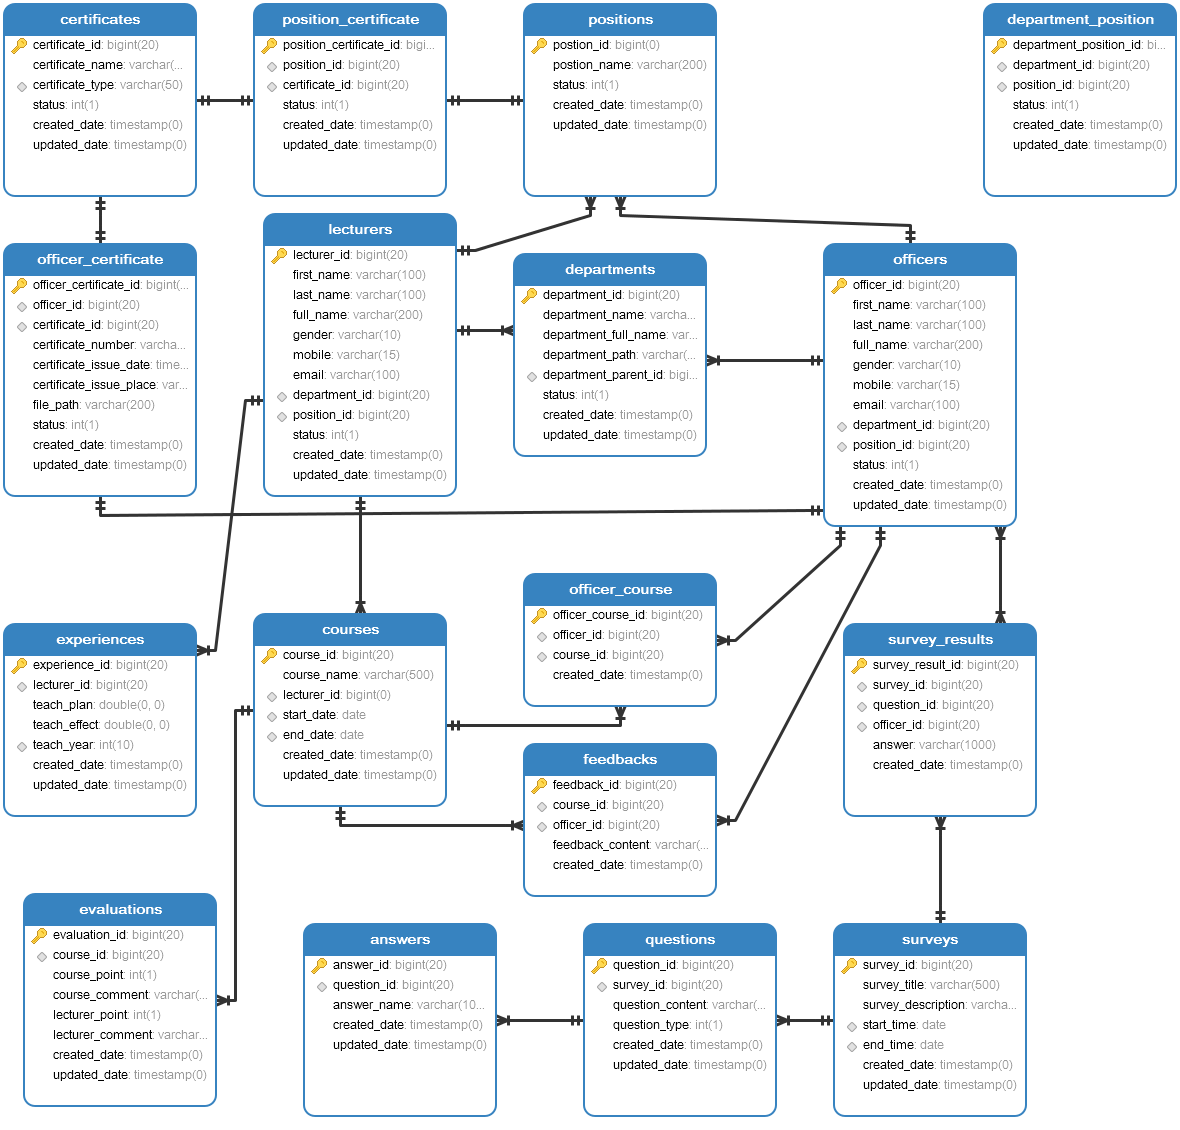 certificates
certificate_id: bigint(20)
certificate_name: varchar(...
certificate_type: varchar(50)
status: int(1)
created_date: timestamp(0)
updated_date: timestamp(0)
position_certificate
position_certificate_id: bigi...
position_id: bigint(20)
certificate_id: bigint(20)
status: int(1)
created_date: timestamp(0)
updated_date: timestamp(0)
positions
postion_id: bigint(0)
postion_name: varchar(200)
status: int(1)
created_date: timestamp(0)
updated_date: timestamp(0)
department_position
department_position_id: bi...
department_id: bigint(20)
position_id: bigint(20)
status: int(1)
created_date: timestamp(0)
updated_date: timestamp(0)
officer_certificate
officer_certificate_id: bigint(...
officer_id: bigint(20)
certificate_id: bigint(20)
certificate_number: varcha...
certificate_issue_date: time...
certificate_issue_place: var...
file_path: varchar(200)
status: int(1)
created_date: timestamp(0)
updated_date: timestamp(0)
lecturers
lecturer_id: bigint(20)
first_name: varchar(100)
last_name: varchar(100)
full_name: varchar(200)
gender: varchar(10)
mobile: varchar(15)
email: varchar(100)
department_id: bigint(20)
position_id: bigint(20)
status: int(1)
created_date: timestamp(0)
updated_date: timestamp(0)
departments
department_id: bigint(20)
department_name: varcha...
department_full_name: var...
department_path: varchar(...
department_parent_id: bigi...
status: int(1)
created_date: timestamp(0)
updated_date: timestamp(0)
officers
officer_id: bigint(20)
first_name: varchar(100)
last_name: varchar(100)
full_name: varchar(200)
gender: varchar(10)
mobile: varchar(15)
email: varchar(100)
department_id: bigint(20)
position_id: bigint(20)
status: int(1)
created_date: timestamp(0)
updated_date: timestamp(0)
experiences
experience_id: bigint(20)
lecturer_id: bigint(20)
teach_plan: double(0, 0)
teach_effect: double(0, 0)
teach_year: int(10)
created_date: timestamp(0)
updated_date: timestamp(0)
courses
course_id: bigint(20)
course_name: varchar(500)
lecturer_id: bigint(0)
start_date: date
end_date: date
created_date: timestamp(0)
updated_date: timestamp(0)
officer_course
officer_course_id: bigint(20)
officer_id: bigint(20)
course_id: bigint(20)
created_date: timestamp(0)
survey_results
survey_result_id: bigint(20)
survey_id: bigint(20)
question_id: bigint(20)
officer_id: bigint(20)
answer: varchar(1000)
created_date: timestamp(0)
feedbacks
feedback_id: bigint(20)
course_id: bigint(20)
officer_id: bigint(20)
feedback_content: varchar(...
created_date: timestamp(0)
evaluations
evaluation_id: bigint(20)
course_id: bigint(20)
course_point: int(1)
course_comment: varchar(...
lecturer_point: int(1)
lecturer_comment: varchar...
created_date: timestamp(0)
updated_date: timestamp(0)
answers
answer_id: bigint(20)
question_id: bigint(20)
answer_name: varchar(10...
created_date: timestamp(0)
updated_date: timestamp(0)
questions
question_id: bigint(20)
survey_id: bigint(20)
question_content: varchar(...
question_type: int(1)
created_date: timestamp(0)
updated_date: timestamp(0)
surveys
survey_id: bigint(20)
survey_title: varchar(500)
survey_description: varcha...
start_time: date
end_time: date
created_date: timestamp(0)
updated_date: timestamp(0)